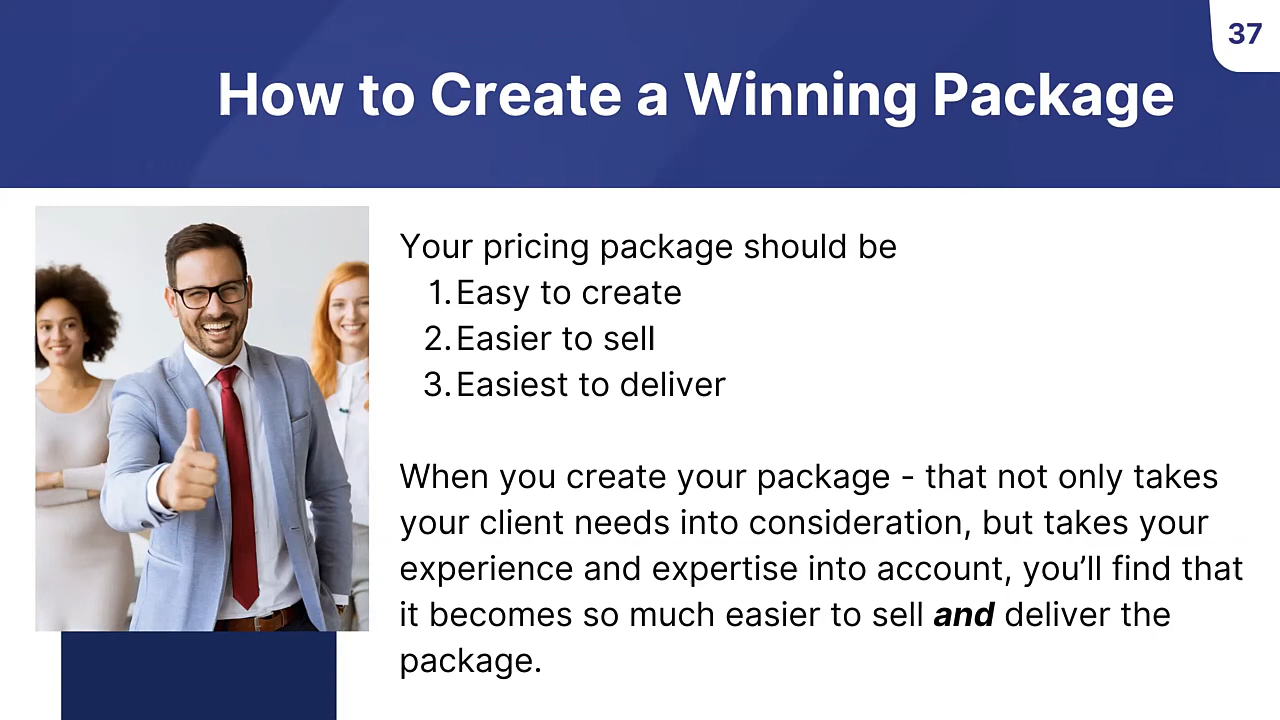 37
How to Create a Winning Package
Your pricing package should be
1. Easy to create
2. Easier to sell
3. Easiest to deliver
When you create your package - that not only takes
your client needs into consideration, but takes your
experience and expertise into account, you’ll find that
it becomes so much easier to sell and deliver the
package.